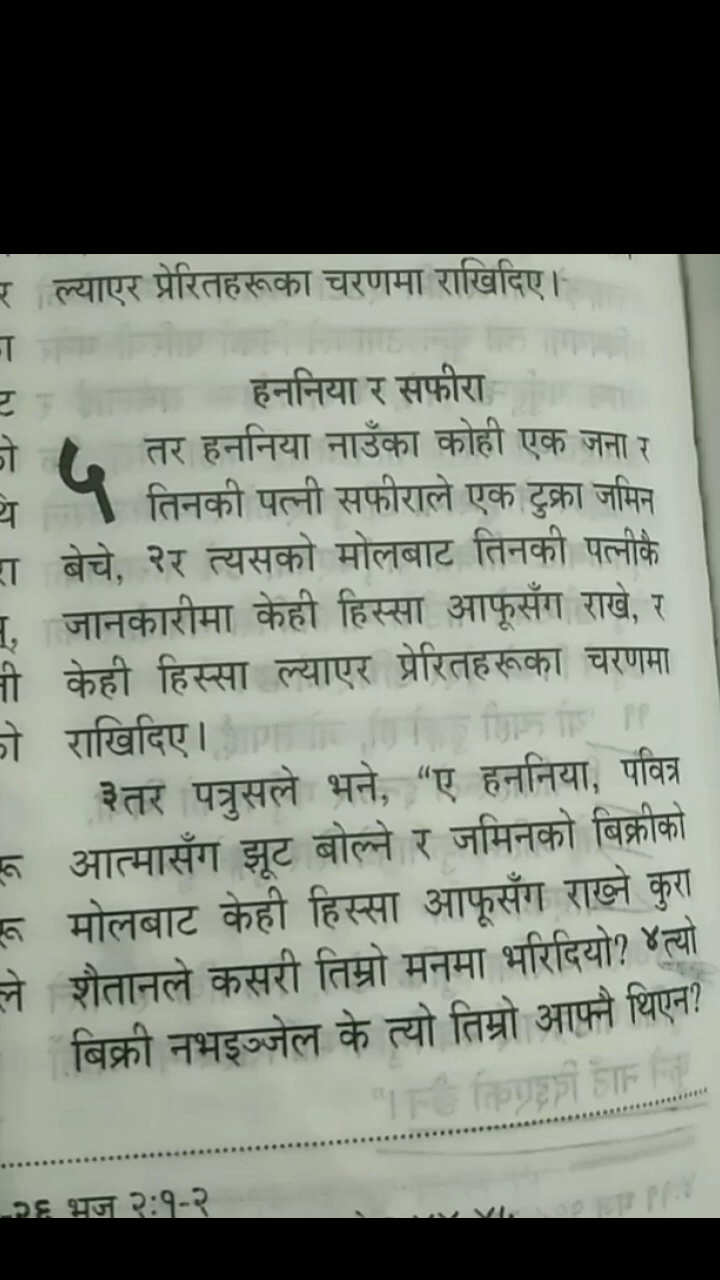 ल्याएर प्रेरितहरूका चरणमा राखिदिए।
हननिया र सफीरा
५ तर हननिया नाउँका कोही एक जना र
तिनकी पत्नी सफीराले एक टुक्रा जमिन
बेचे, २र त्यसको मोलबाट तिनकी पत्नीकै
जानकारीमा केही हिस्सा आफूसँग राखे, र
केही हिस्सा ल्याएर प्रेरितहरूका चरणमा
राखिदिए।
३तर पत्रुसले भने, “ए हननिया, पवित्र
आत्मासँग झूट बोल्ने र जमिनको बिक्रीको
मोलबाट केही हिस्सा आफूसँग राख्ने कुरा
शैतानले कसरी तिम्रो मनमा भरिदियो? ४त्यो
बिक्री नभइञ्जेल के त्यो तिम्रो आफ्नै थिएन?
भज २:१-२